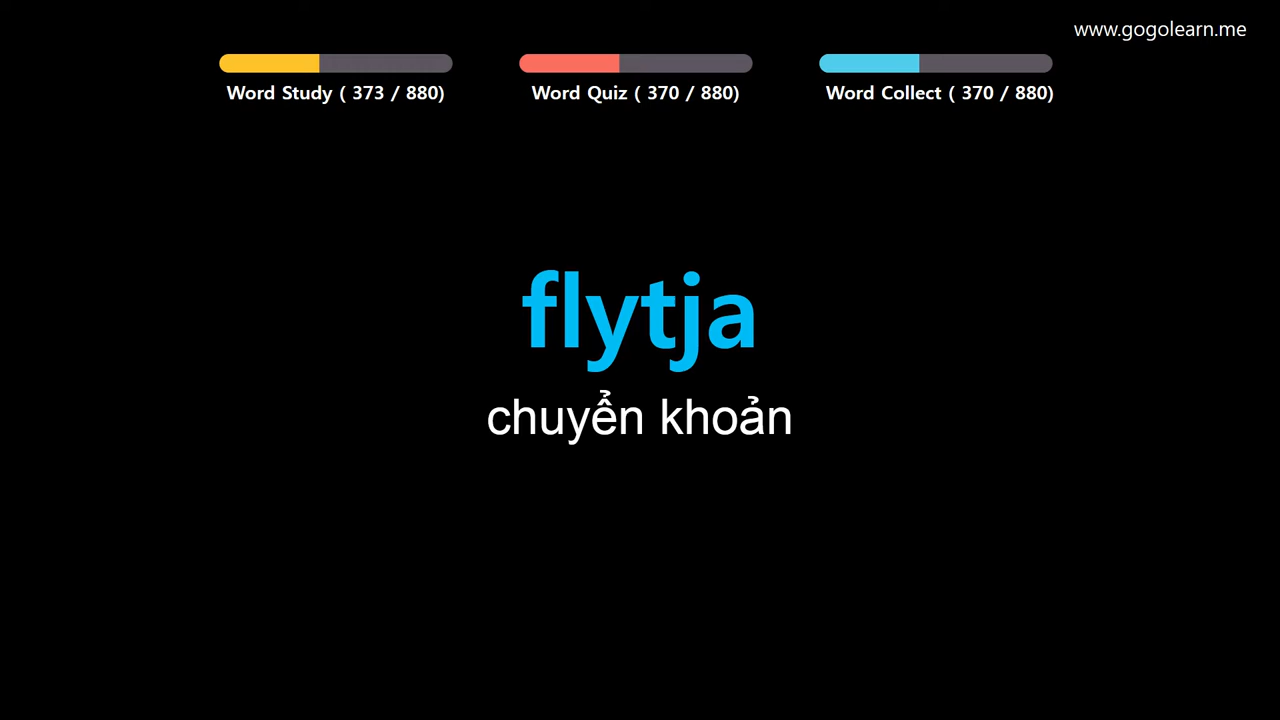 www.gogolearn.me
Word Study ( 373 / 880)
Word Quiz ( 370 / 880)
Word Collect ( 370 / 880)
flytja
chuyển khoản